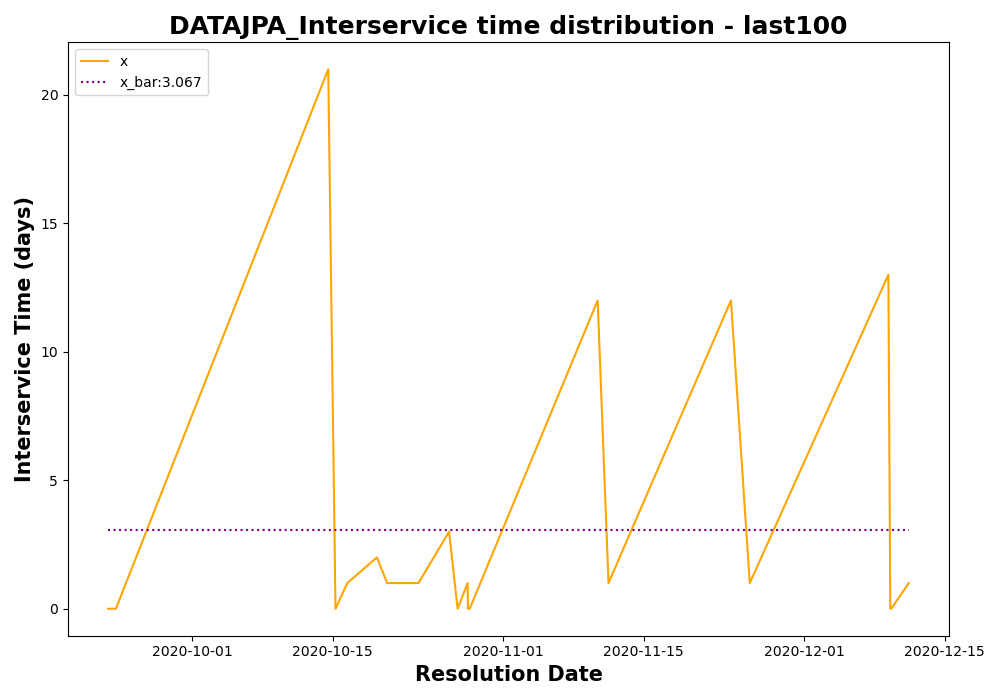 DATAJPA_Interservice time distribution - last100
x
x_bar:3.067
Interservice Time (days)
20
15
10
5
0
2020-10-01
2020-10-15
2020-11-01
2020-11-15
2020-12-01
2020-12-15
Resolution Date